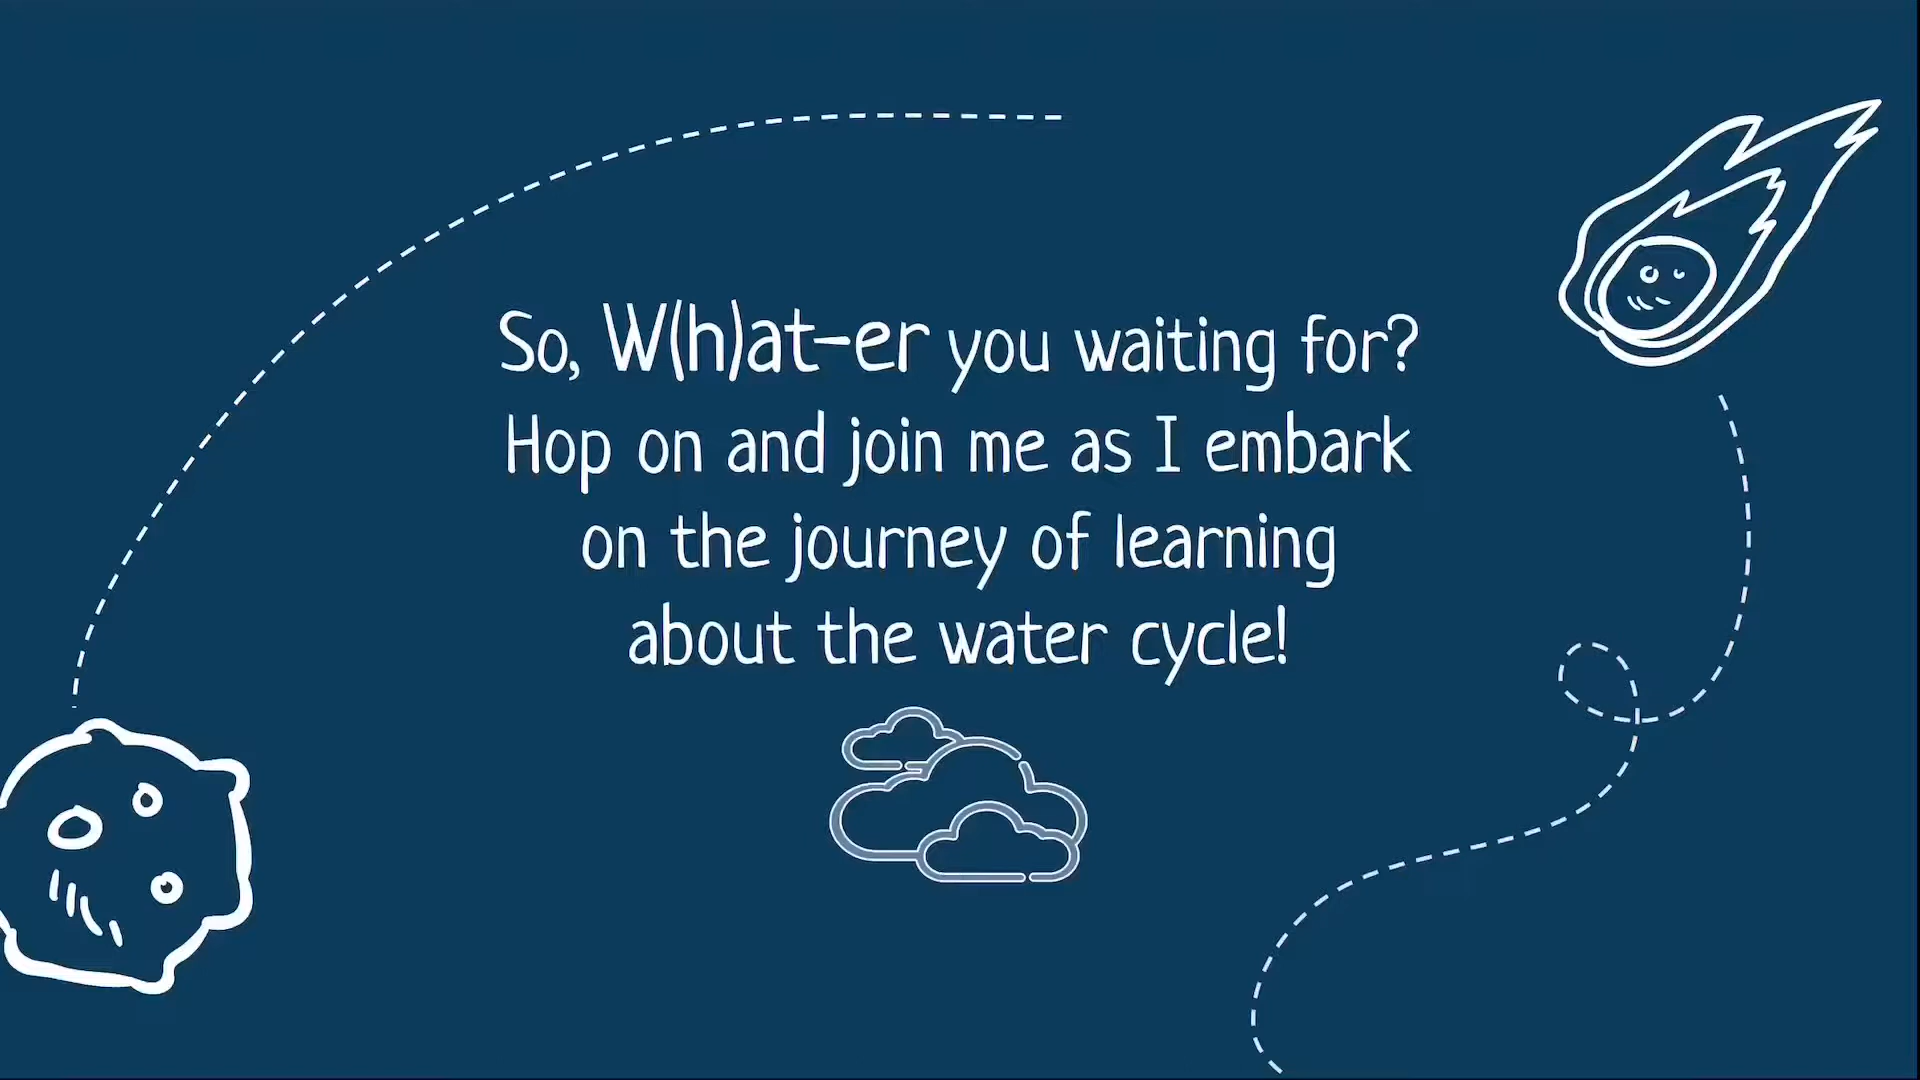 So, W(h)at-er you waiting for?
Hop on and join me as I embark
on the journey of learning
about the water cycle!